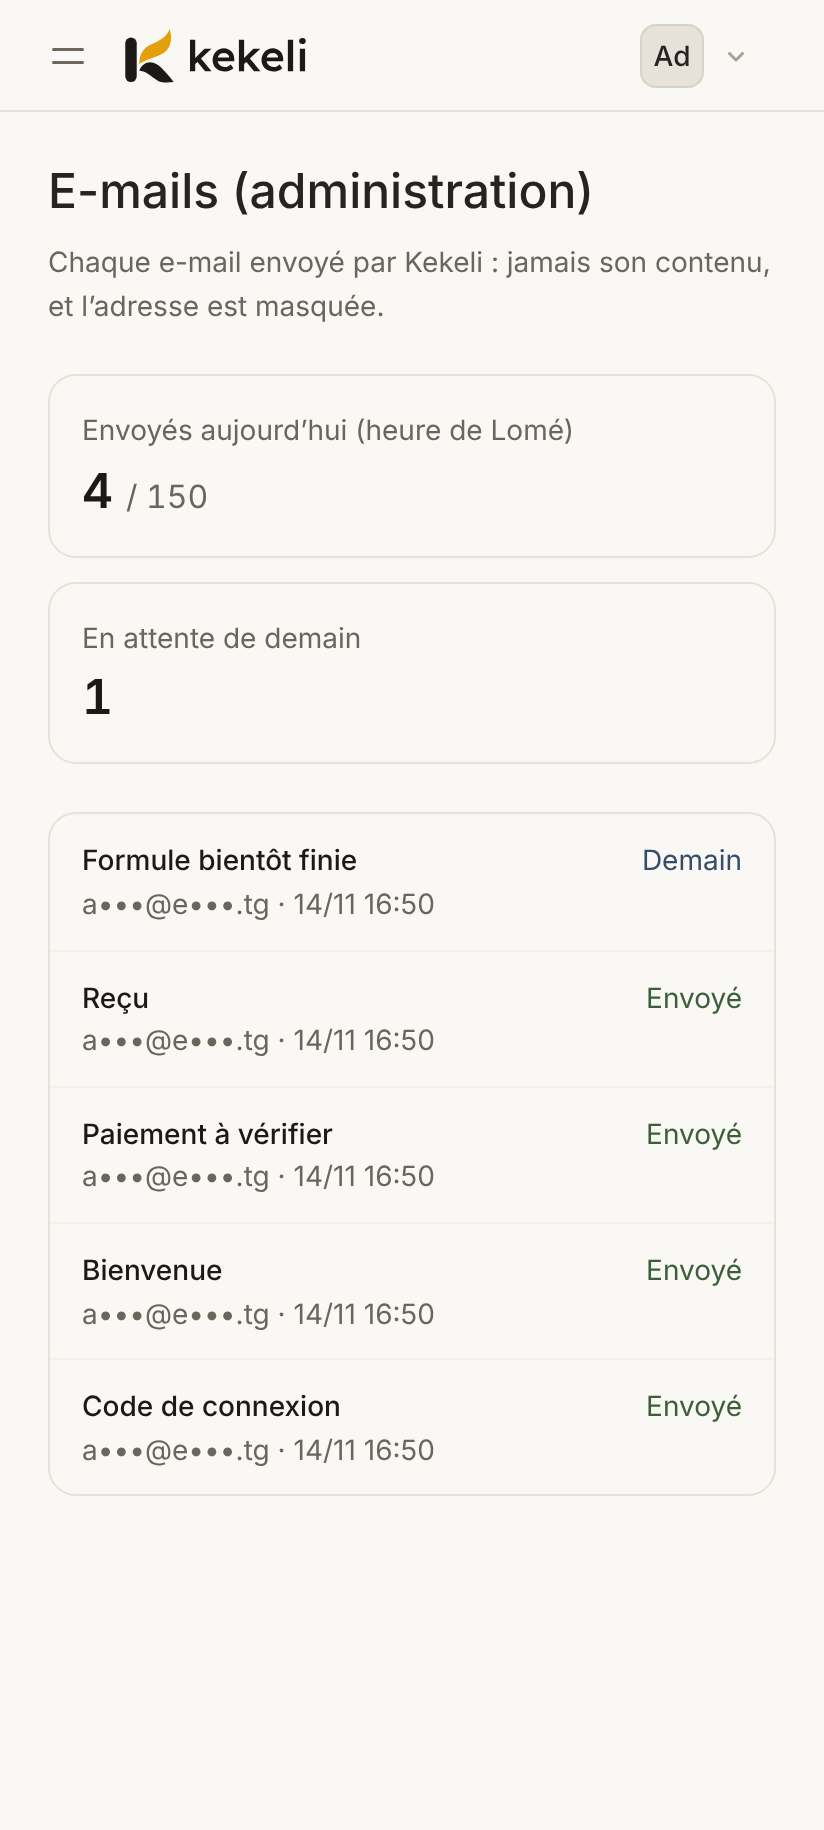 kekeli
Ad
E-mails (administration)
Chaque e-mail envoyé par Kekeli : jamais son contenu,
et l’adresse est masquée.
Envoyés aujourd’hui (heure de Lomé)
4 / 150
En attente de demain
1
Formule bientôt finie
Demain
a•••@e•••.tg · 14/11 16:50
Reçu
Envoyé
a•••@e•••.tg · 14/11 16:50
Paiement à vérifier
Envoyé
a•••@e•••.tg · 14/11 16:50
Bienvenue
Envoyé
a•••@e•••.tg · 14/11 16:50
Code de connexion
Envoyé
a•••@e•••.tg · 14/11 16:50